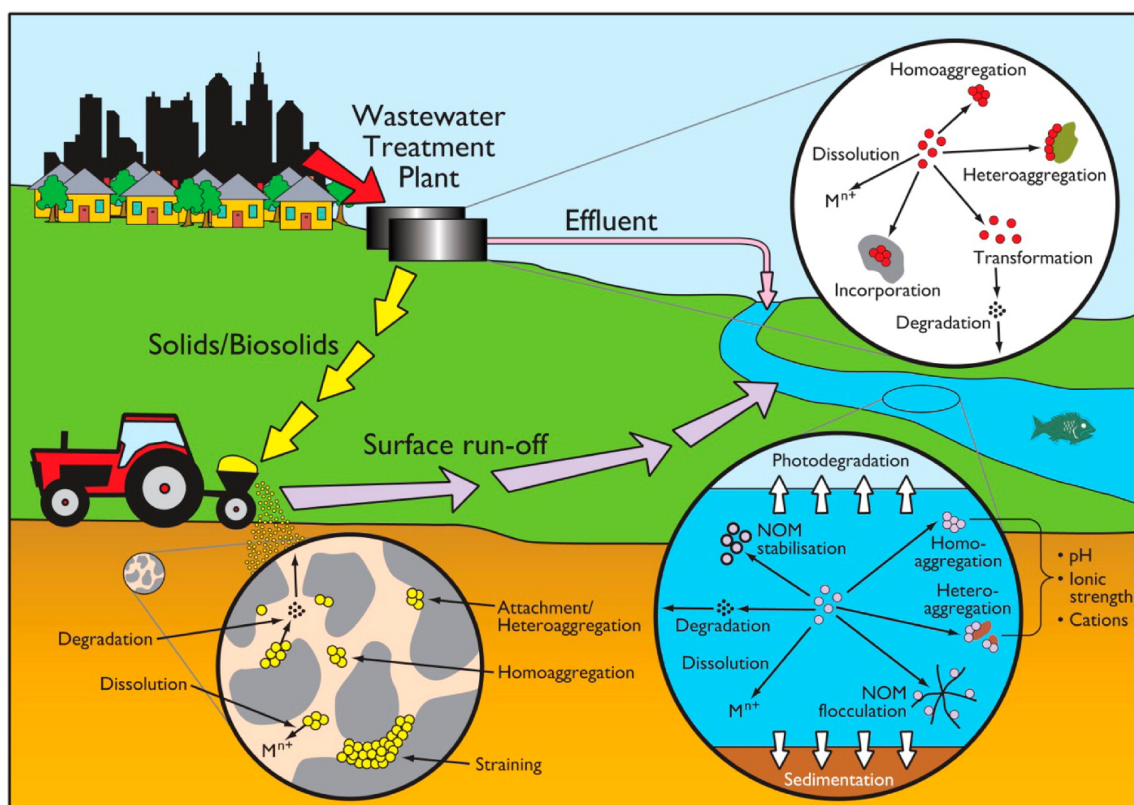 Wastewater
Treatment
Plant
Effluent
Solids/Biosolids
Surface run-off
Homoaggregation
Dissolution
Mⁿ⁺
Heteroaggregation
Incorporation
Transformation
Degradation
Photodegradation
NOM
stabilisation
Homo-
aggregation
Hetero-
aggregation
• pH
• Ionic
strength
• Cations
Degradation
Dissolution
Mⁿ⁺
NOM
flocculation
Sedimentation
Degradation
Dissolution
Mⁿ⁺
Attachment/
Heteroaggregation
Homoaggregation
Straining